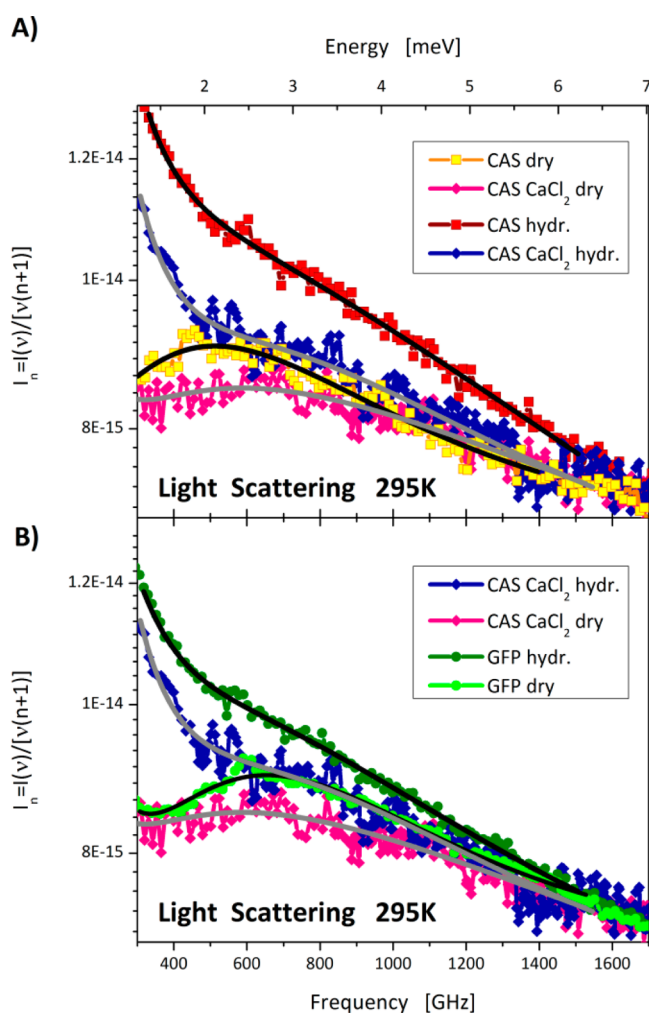 A)
Energy [meV]
2 3 4 5 6 7
1.2E-14
1E-14
8E-15
I_n =I(ν)/[ν(n+1)]
CAS dry
CAS CaCl₂ dry
CAS hydr.
CAS CaCl₂ hydr.
Light Scattering 295K
B)
1.2E-14
1E-14
8E-15
I_n =I(ν)/[ν(n+1)]
CAS CaCl₂ hydr.
CAS CaCl₂ dry
GFP hydr.
GFP dry
Light Scattering 295K
400 600 800 1000 1200 1400 1600
Frequency [GHz]